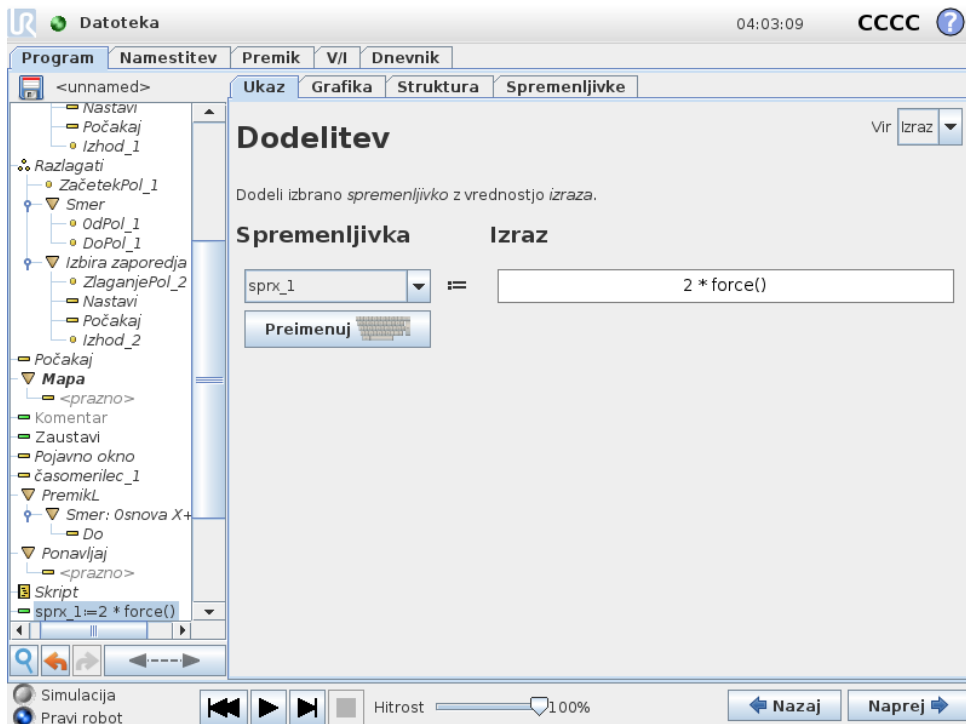 Datoteka
04:03:09
CCCC
?
Program
Namestitev
Premik
V/I
Dnevnik
<unnamed>
Ukaz
Grafika
Struktura
Spremenljivke
Nastavi
Počakaj
Izhod_1
Razlagati
ZačetekPol_1
Smer
OdPol_1
DoPol_1
Izbira zaporedja
ZlaganjePol_2
Nastavi
Počakaj
Izhod_2
Počakaj
Mapa
<prazno>
Komentar
Zaustavi
Pojavno okno
časomerilec_1
PremikL
Smer: Osnova X+
Do
Ponavljaj
<prazno>
Skript
sprx_1:=2 * force()
Dodelitev
Vir
Izraz
Dodeli izbrano spremenljivko z vrednostjo izraza.
Spremenljivka
Izraz
sprx_1
:=
2 * force()
Preimenuj
Simulacija
Pravi robot
Hitrost
100%
Nazaj
Naprej